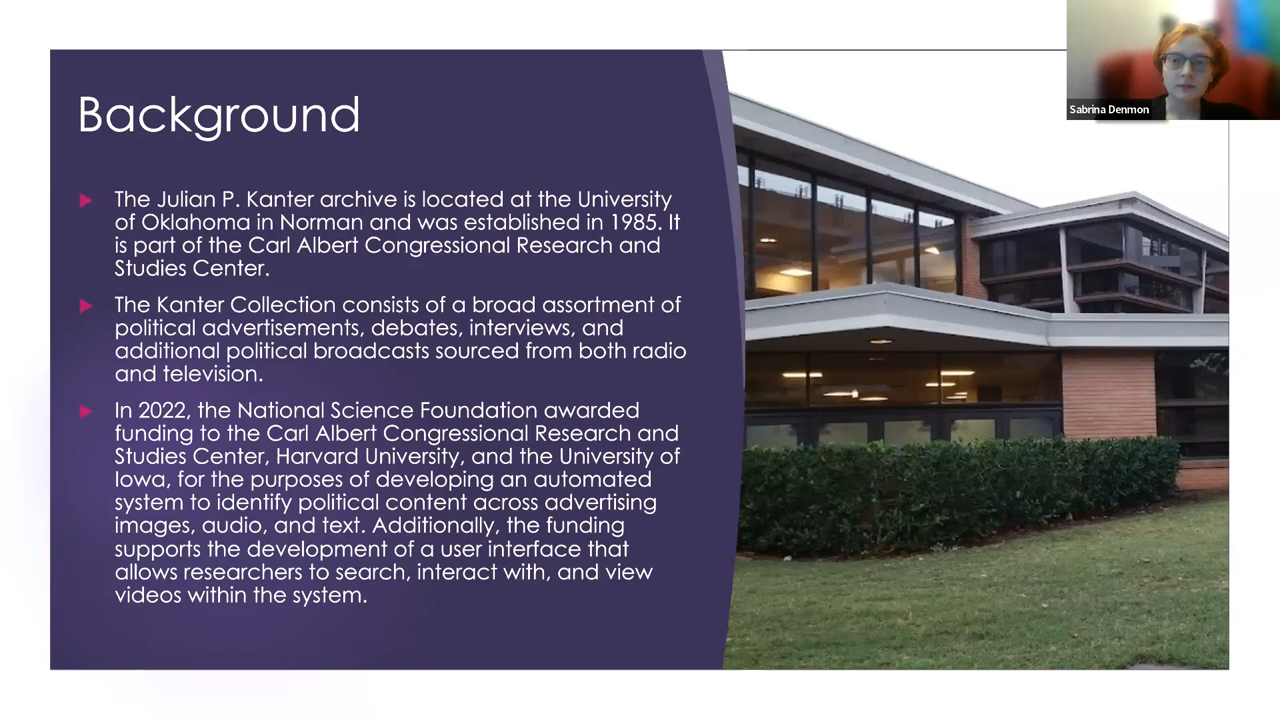 Background
The Julian P. Kanter archive is located at the University
of Oklahoma in Norman and was established in 1985. It
is part of the Carl Albert Congressional Research and
Studies Center.
The Kanter Collection consists of a broad assortment of
political advertisements, debates, interviews, and
additional political broadcasts sourced from both radio
and television.
In 2022, the National Science Foundation awarded
funding to the Carl Albert Congressional Research and
Studies Center, Harvard University, and the University of
Iowa, for the purposes of developing an automated
system to identify political content across advertising
images, audio, and text. Additionally, the funding
supports the development of a user interface that
allows researchers to search, interact with, and view
videos within the system.
Sabrina Denmon